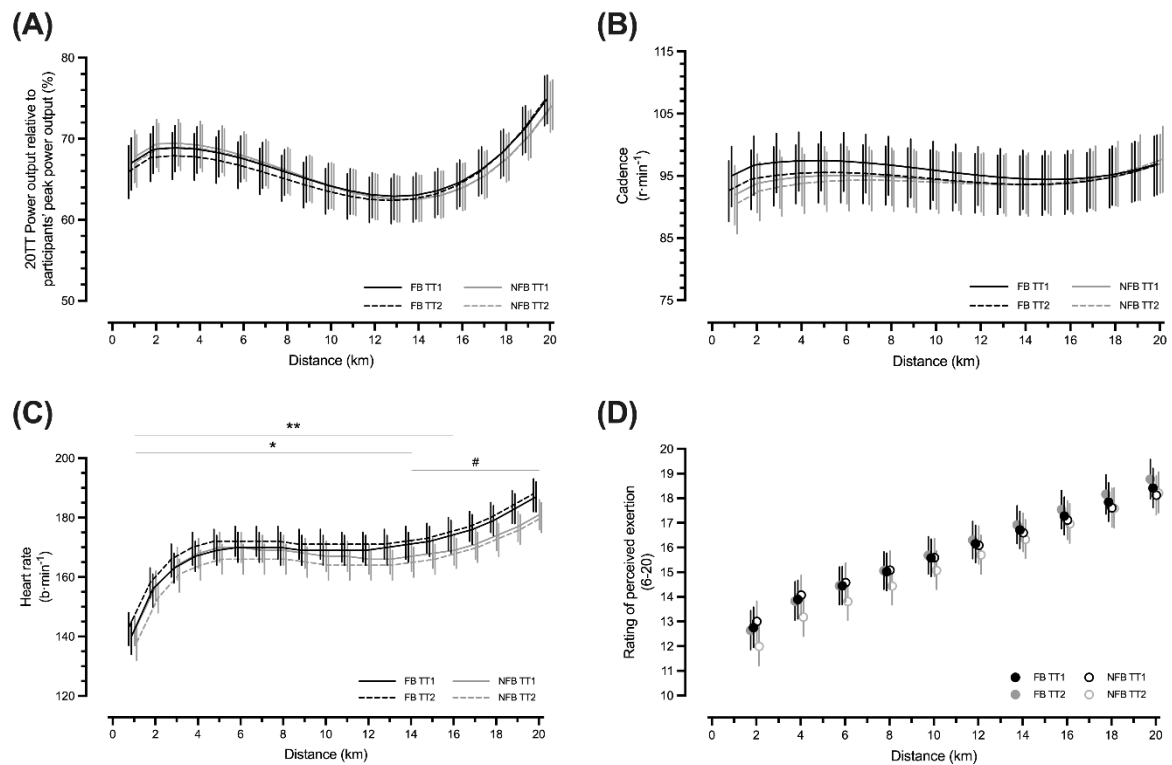 (A)
20TT Power output relative to
participants' peak power output (%)
80
70
60
50
FB TT1
NFB TT1
FB TT2
NFB TT2
0 2 4 6 8 10 12 14 16 18 20
Distance (km)
(B)
Cadence
(r·min⁻¹)
115
105
95
85
75
FB TT1
NFB TT1
FB TT2
NFB TT2
0 2 4 6 8 10 12 14 16 18 20
Distance (km)
(C)
**
*
#
Heart rate
(b·min⁻¹)
200
180
160
140
120
FB TT1
NFB TT1
FB TT2
NFB TT2
0 2 4 6 8 10 12 14 16 18 20
Distance (km)
(D)
Rating of perceived exertion
(6-20)
20
19
18
17
16
15
14
13
12
11
10
FB TT1
NFB TT1
FB TT2
NFB TT2
0 2 4 6 8 10 12 14 16 18 20
Distance (km)